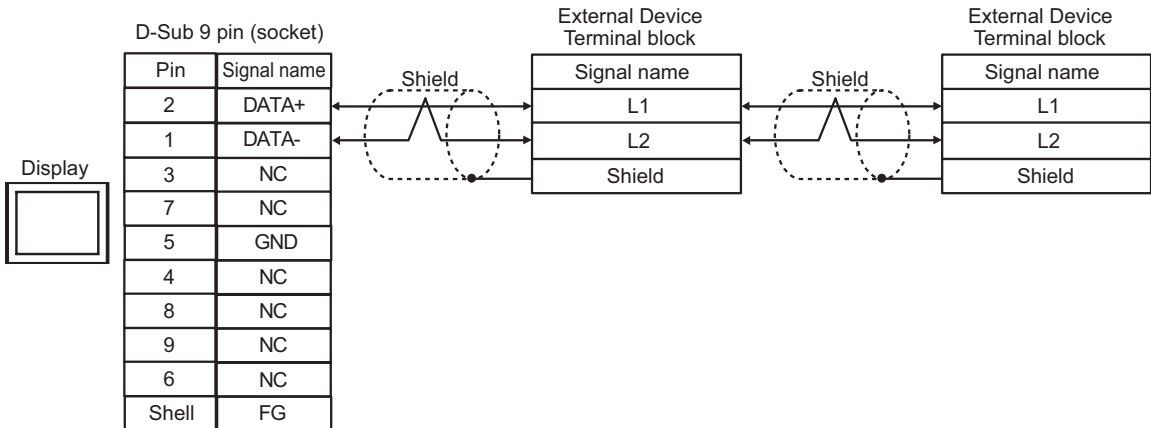 D-Sub 9 pin (socket)
External Device
Terminal block
External Device
Terminal block
Pin Signal name
Shield
Signal name
Shield
Signal name
2 DATA+
L1
L1
1 DATA-
L2
L2
Display
3 NC
Shield
Shield
7 NC
5 GND
4 NC
8 NC
9 NC
6 NC
Shell FG